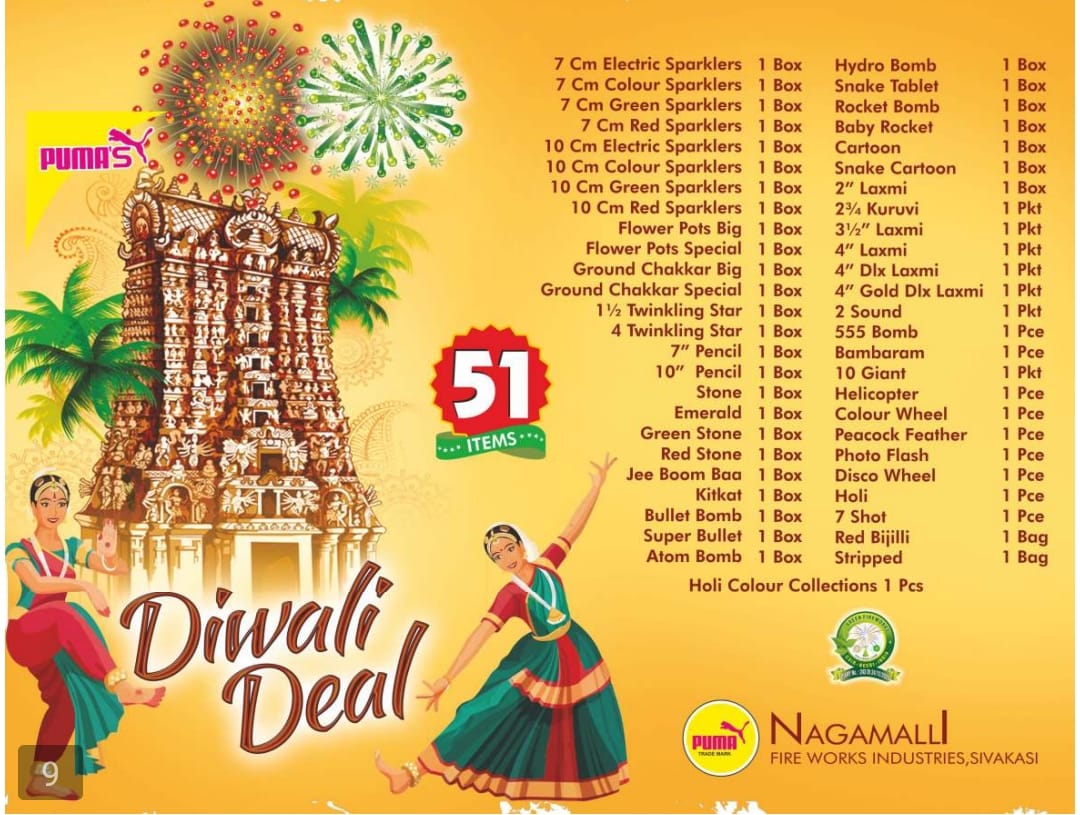 PUMA'S
7 Cm Electric Sparklers 1 Box
7 Cm Colour Sparklers 1 Box
7 Cm Green Sparklers 1 Box
7 Cm Red Sparklers 1 Box
10 Cm Electric Sparklers 1 Box
10 Cm Colour Sparklers 1 Box
10 Cm Green Sparklers 1 Box
10 Cm Red Sparklers 1 Box
Flower Pots Big 1 Box
Flower Pots Special 1 Box
Ground Chakkar Big 1 Box
Ground Chakkar Special 1 Box
1½ Twinkling Star 1 Box
4 Twinkling Star 1 Box
7” Pencil 1 Box
10” Pencil 1 Box
Stone 1 Box
Emerald 1 Box
Green Stone 1 Box
Red Stone 1 Box
Jee Boom Baa 1 Box
Kitkat 1 Box
Bullet Bomb 1 Box
Super Bullet 1 Box
Atom Bomb 1 Box
Hydro Bomb 1 Box
Snake Tablet 1 Box
Rocket Bomb 1 Box
Baby Rocket 1 Box
Cartoon 1 Box
Snake Cartoon 1 Box
2” Laxmi 1 Box
2¾ Kuruvi 1 Pkt
3½” Laxmi 1 Pkt
4” Laxmi 1 Pkt
4” Dlx Laxmi 1 Pkt
4” Gold Dlx Laxmi 1 Pkt
2 Sound 1 Pkt
555 Bomb 1 Pce
Bambaram 1 Pce
10 Giant 1 Pkt
Helicopter 1 Pce
Colour Wheel 1 Pce
Peacock Feather 1 Pce
Photo Flash 1 Pce
Disco Wheel 1 Pce
Holi 1 Pce
7 Shot 1 Pce
Red Bijilli 1 Bag
Stripped 1 Bag
Holi Colour Collections 1 Pcs
51
ITEMS
Diwali
Deal
GREEN FIREWORKS
CSIR-NEERI-INDIA
PUMA
TRADE MARK
NAGAMALLI
FIRE WORKS INDUSTRIES,SIVAKASI
9